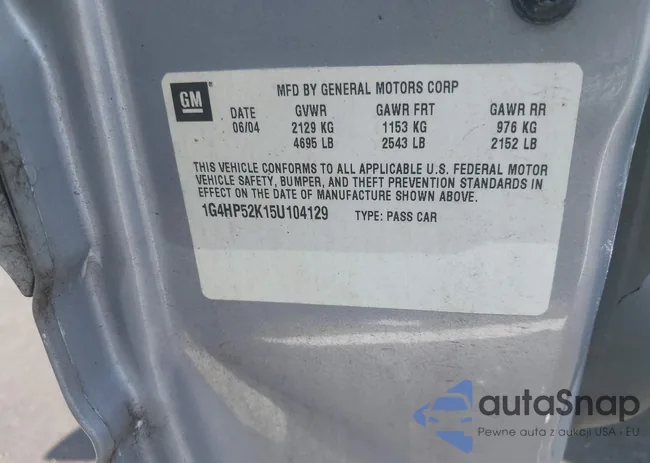 GM
MFD BY GENERAL MOTORS CORP
DATE GVWR GAWR FRT GAWR RR
06/04 2129 KG 1153 KG 976 KG
4695 LB 2543 LB 2152 LB
THIS VEHICLE CONFORMS TO ALL APPLICABLE U.S. FEDERAL MOTOR
VEHICLE SAFETY, BUMPER, AND THEFT PREVENTION STANDARDS IN
EFFECT ON THE DATE OF MANUFACTURE SHOWN ABOVE.
1G4HP52K15U104129 TYPE: PASS CAR
autoSnap
Pewne auta z aukcji USA - EU